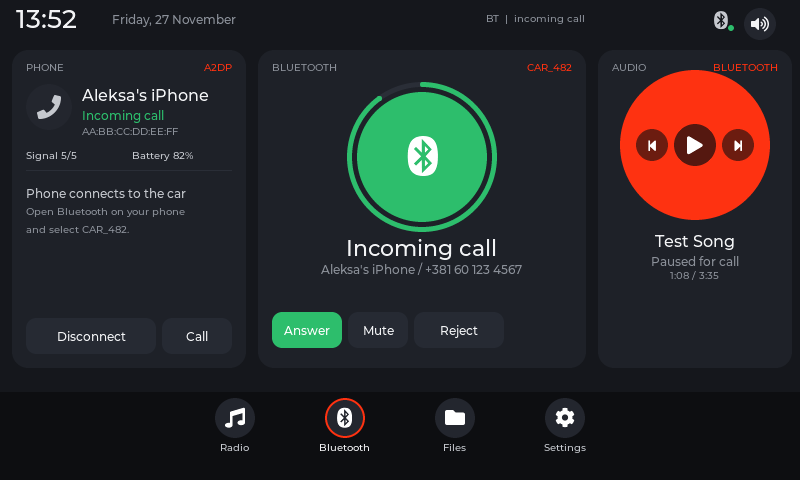 13:52
Friday, 27 November
BT | incoming call
PHONE
A2DP
Aleksa's iPhone
Incoming call
AA:BB:CC:DD:EE:FF
Signal 5/5
Battery 82%
Phone connects to the car
Open Bluetooth on your phone
and select CAR_482.
Disconnect
Call
BLUETOOTH
CAR_482
Incoming call
Aleksa's iPhone / +381 60 123 4567
Answer
Mute
Reject
AUDIO
BLUETOOTH
Test Song
Paused for call
1:08 / 3:35
Radio
Bluetooth
Files
Settings